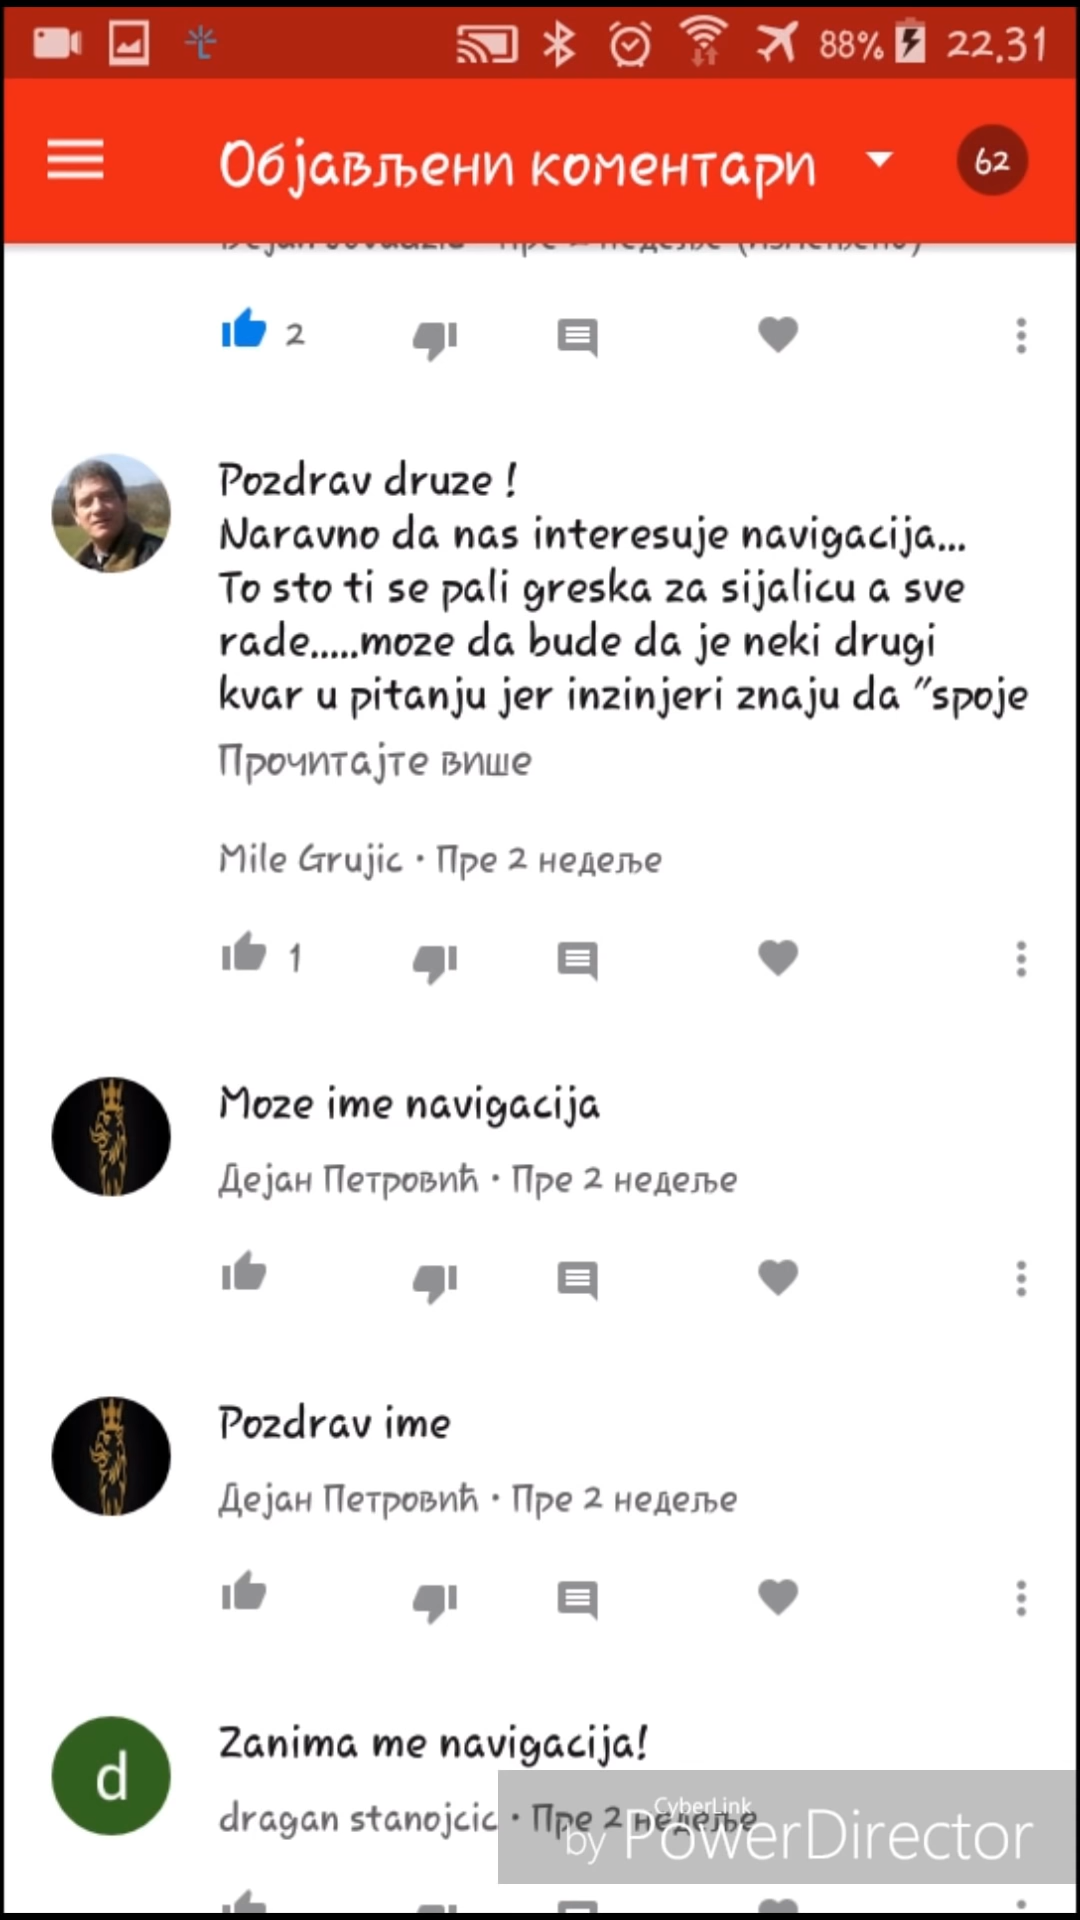 88% 22.31
Објављени коментари
62
2
Pozdrav druze !
Naravno da nas interesuje navigacija...
To sto ti se pali greska za sijalicu a sve
rade.....moze da bude da je neki drugi
kvar u pitanju jer inzinjeri znaju da "spoje
Прочитајте више
Mile Grujic • Пре 2 недеље
1
Moze ime navigacija
Дејан Петровић • Пре 2 недеље
Pozdrav ime
Дејан Петровић • Пре 2 недеље
d
Zanima me navigacija!
dragan stanojcic • Пре 2 недеље
CyberLink
by PowerDirector